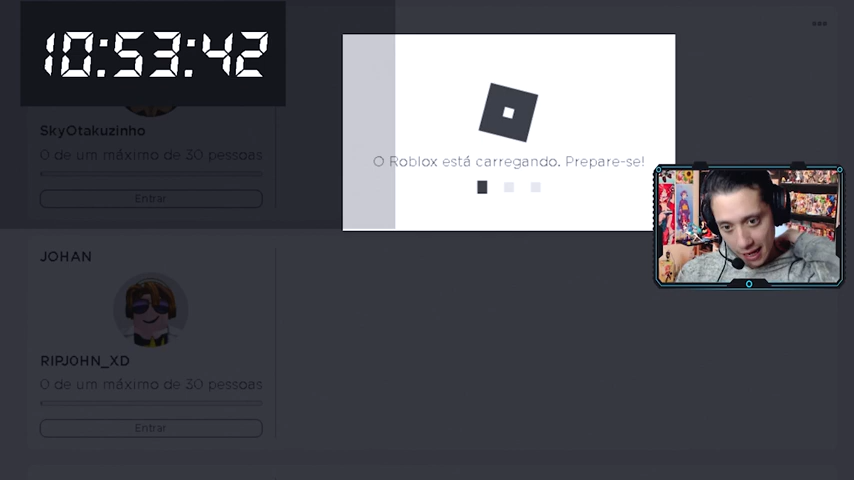 10:53:42
SkyOtakuzinho
0 de um máximo de 30 pessoas
Entrar
O Roblox está carregando. Prepare-se!
JOHAN
RIPJ0HN_XD
0 de um máximo de 30 pessoas
Entrar